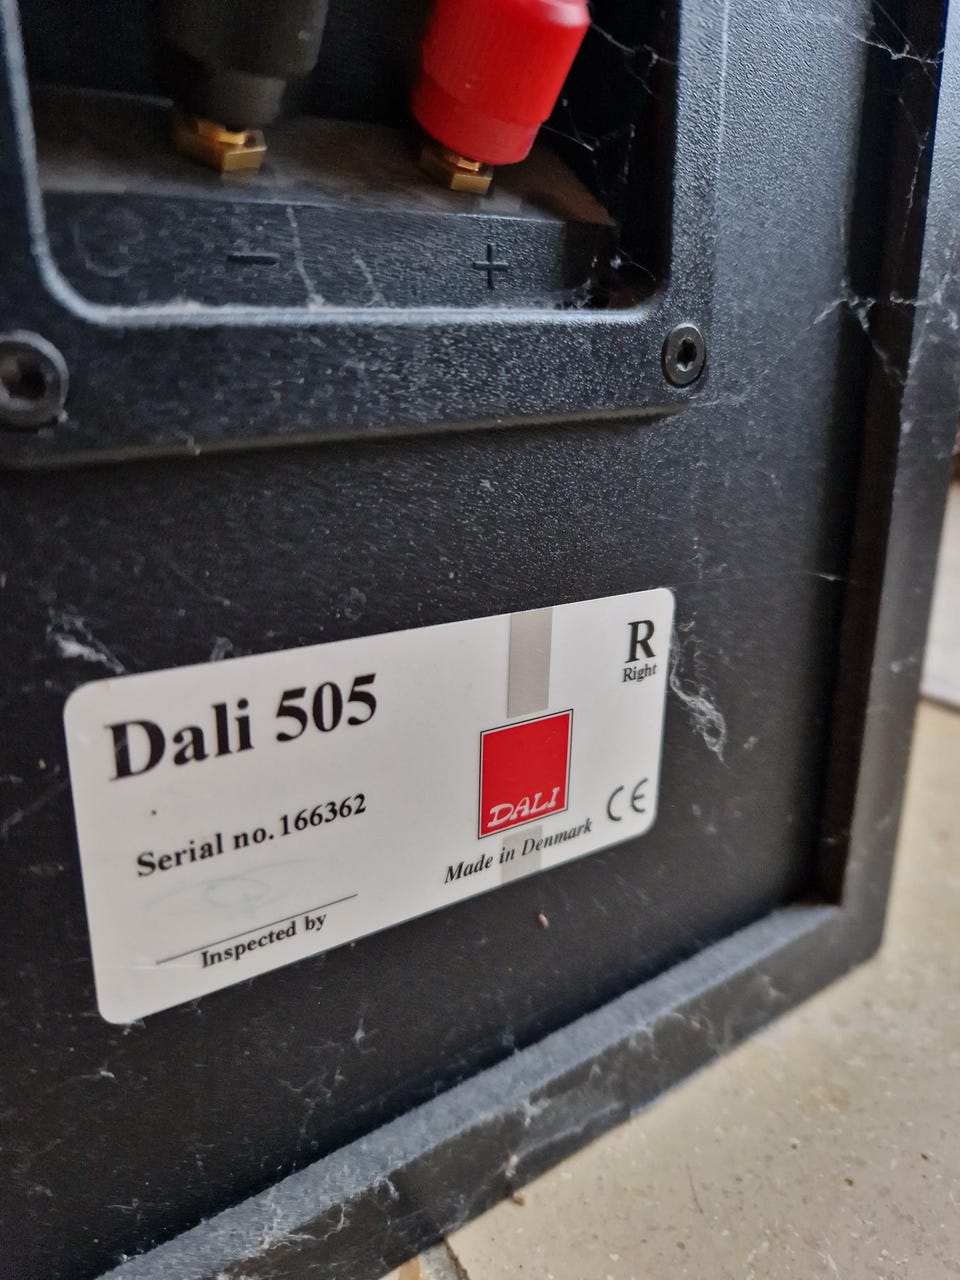 − +
Dali 505
R
Right
Serial no. 166362
DALI
CE
Made in Denmark
Inspected by